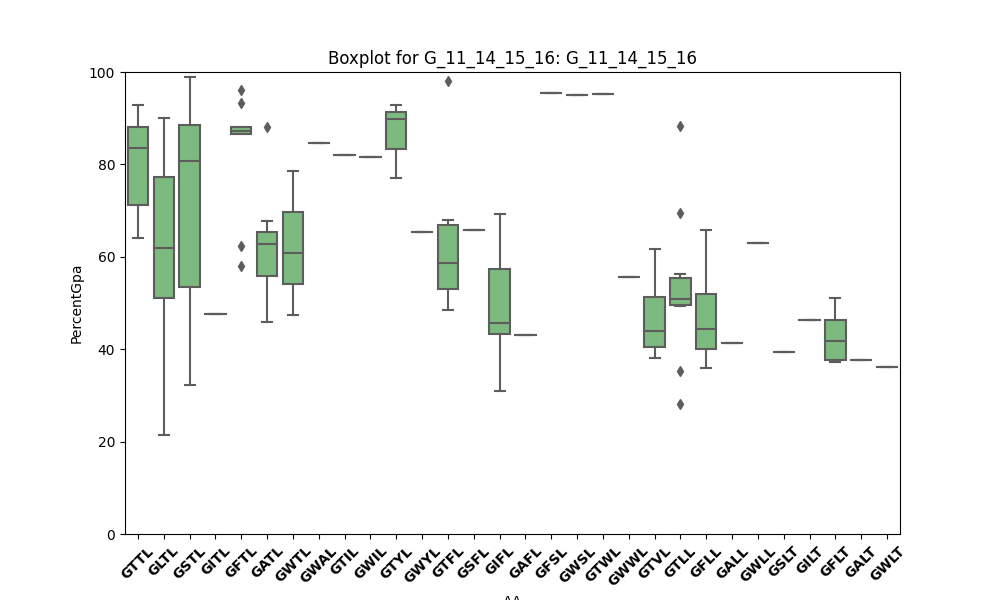 Boxplot for G_11_14_15_16: G_11_14_15_16
100
80
60
40
20
0
PercentGpa
GTTL GLTL GSTL GITL GFTL GATL GWTL GWAL GTIL GWIL GTYL GWYL GTFL GSFL GIFL GAFL GFSL GWSL GTWL GWWL GTVL GTLL GFLL GALL GWLL GSLT GILT GFLT GALT GWLT